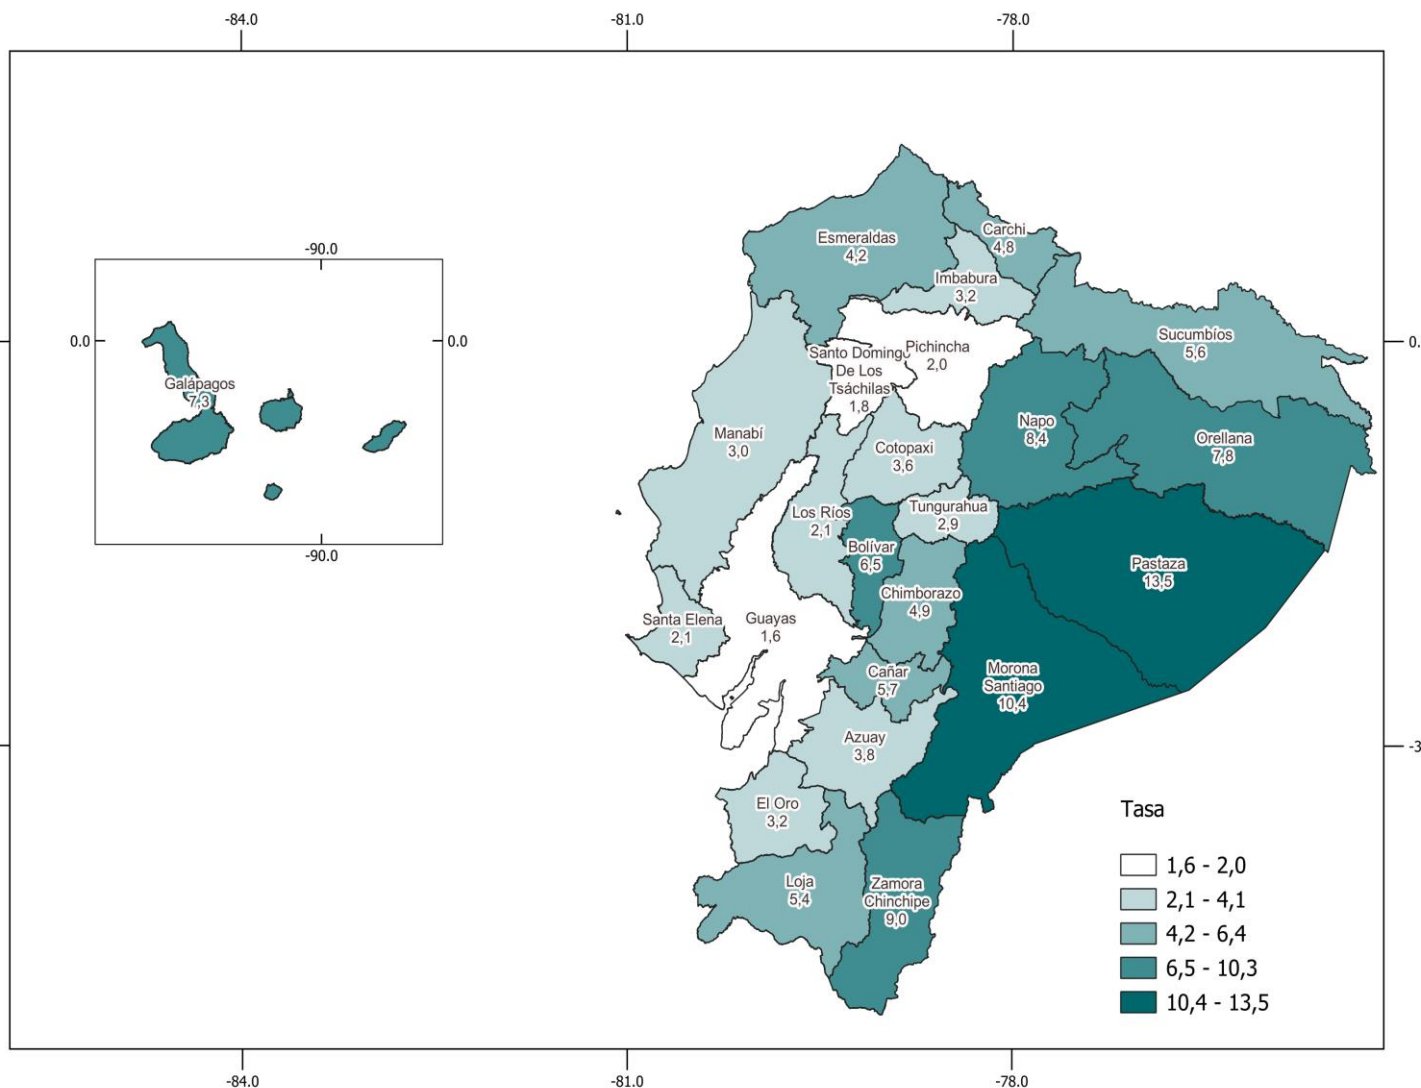 -84.0
-81.0
-78.0
-90.0
0.0
0.0
Galápagos
7,3
-90.0
Esmeraldas
4,2
Carchi
4,8
Imbabura
3,2
Sucumbíos
5,6
0.
Santo Domingo
De Los
Tsáchilas
1,8
Pichincha
2,0
Manabí
3,0
Cotopaxi
3,6
Napo
8,4
Orellana
7,8
Los Ríos
2,1
Tungurahua
2,9
Bolívar
6,5
Pastaza
13,5
Chimborazo
4,9
Santa Elena
2,1
Guayas
1,6
Cañar
5,7
Morona
Santiago
10,4
Azuay
3,8
-3
El Oro
3,2
Loja
5,4
Zamora
Chinchipe
9,0
Tasa
1,6 - 2,0
2,1 - 4,1
4,2 - 6,4
6,5 - 10,3
10,4 - 13,5
-84.0
-81.0
-78.0